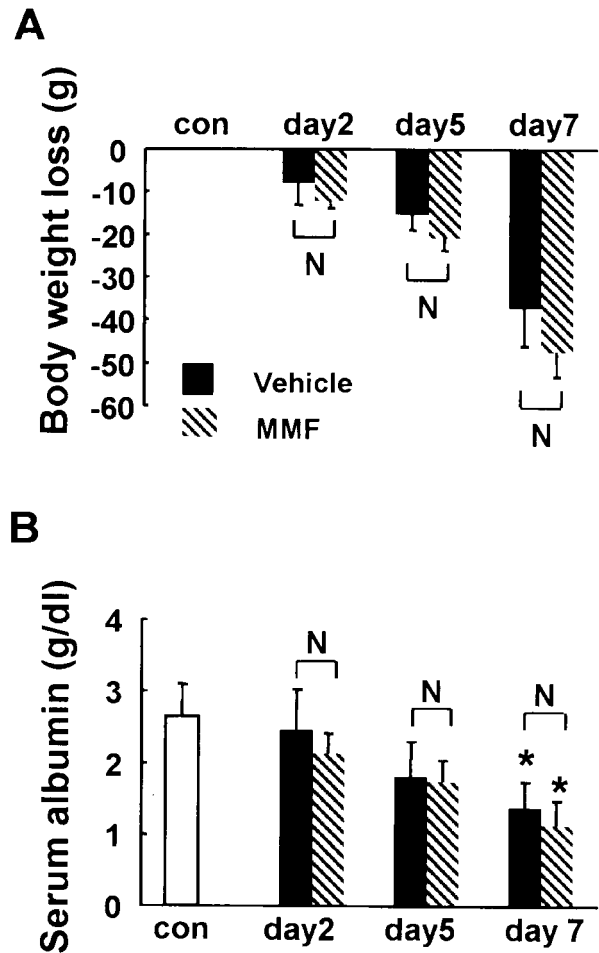 A
Body weight loss (g)
con day2 day5 day7
0
-10
-20
-30
-40
-50
-60
N
N
N
Vehicle
MMF
B
Serum albumin (g/dl)
4
3
2
1
0
N
N
N
*
*
con day2 day5 day 7